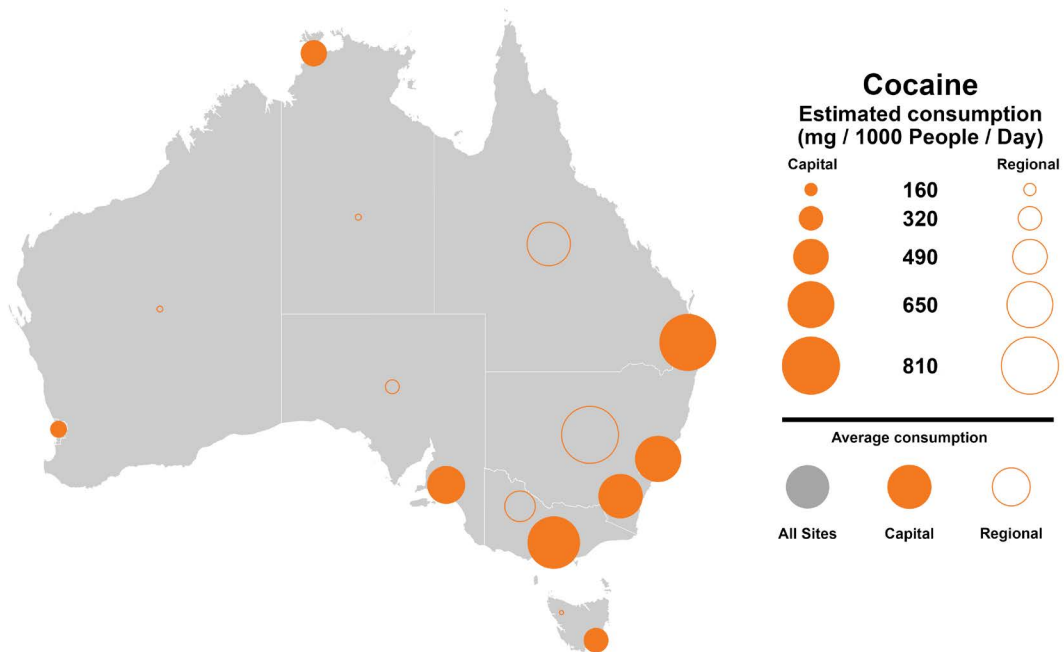 Cocaine
Estimated consumption
(mg / 1000 People / Day)
Capital
Regional
160
320
490
650
810
Average consumption
All Sites
Capital
Regional